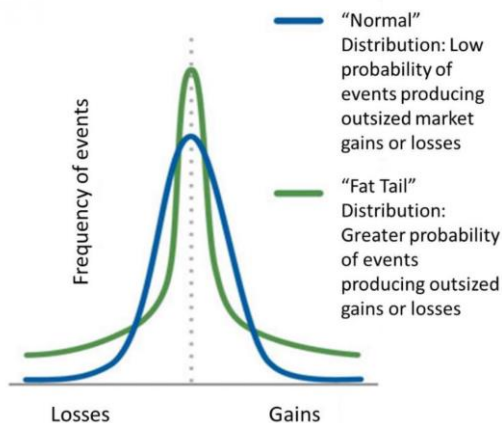 Frequency of events
Losses
Gains
“Normal”
Distribution: Low
probability of
events producing
outsized market
gains or losses
“Fat Tail”
Distribution:
Greater probability
of events
producing outsized
gains or losses